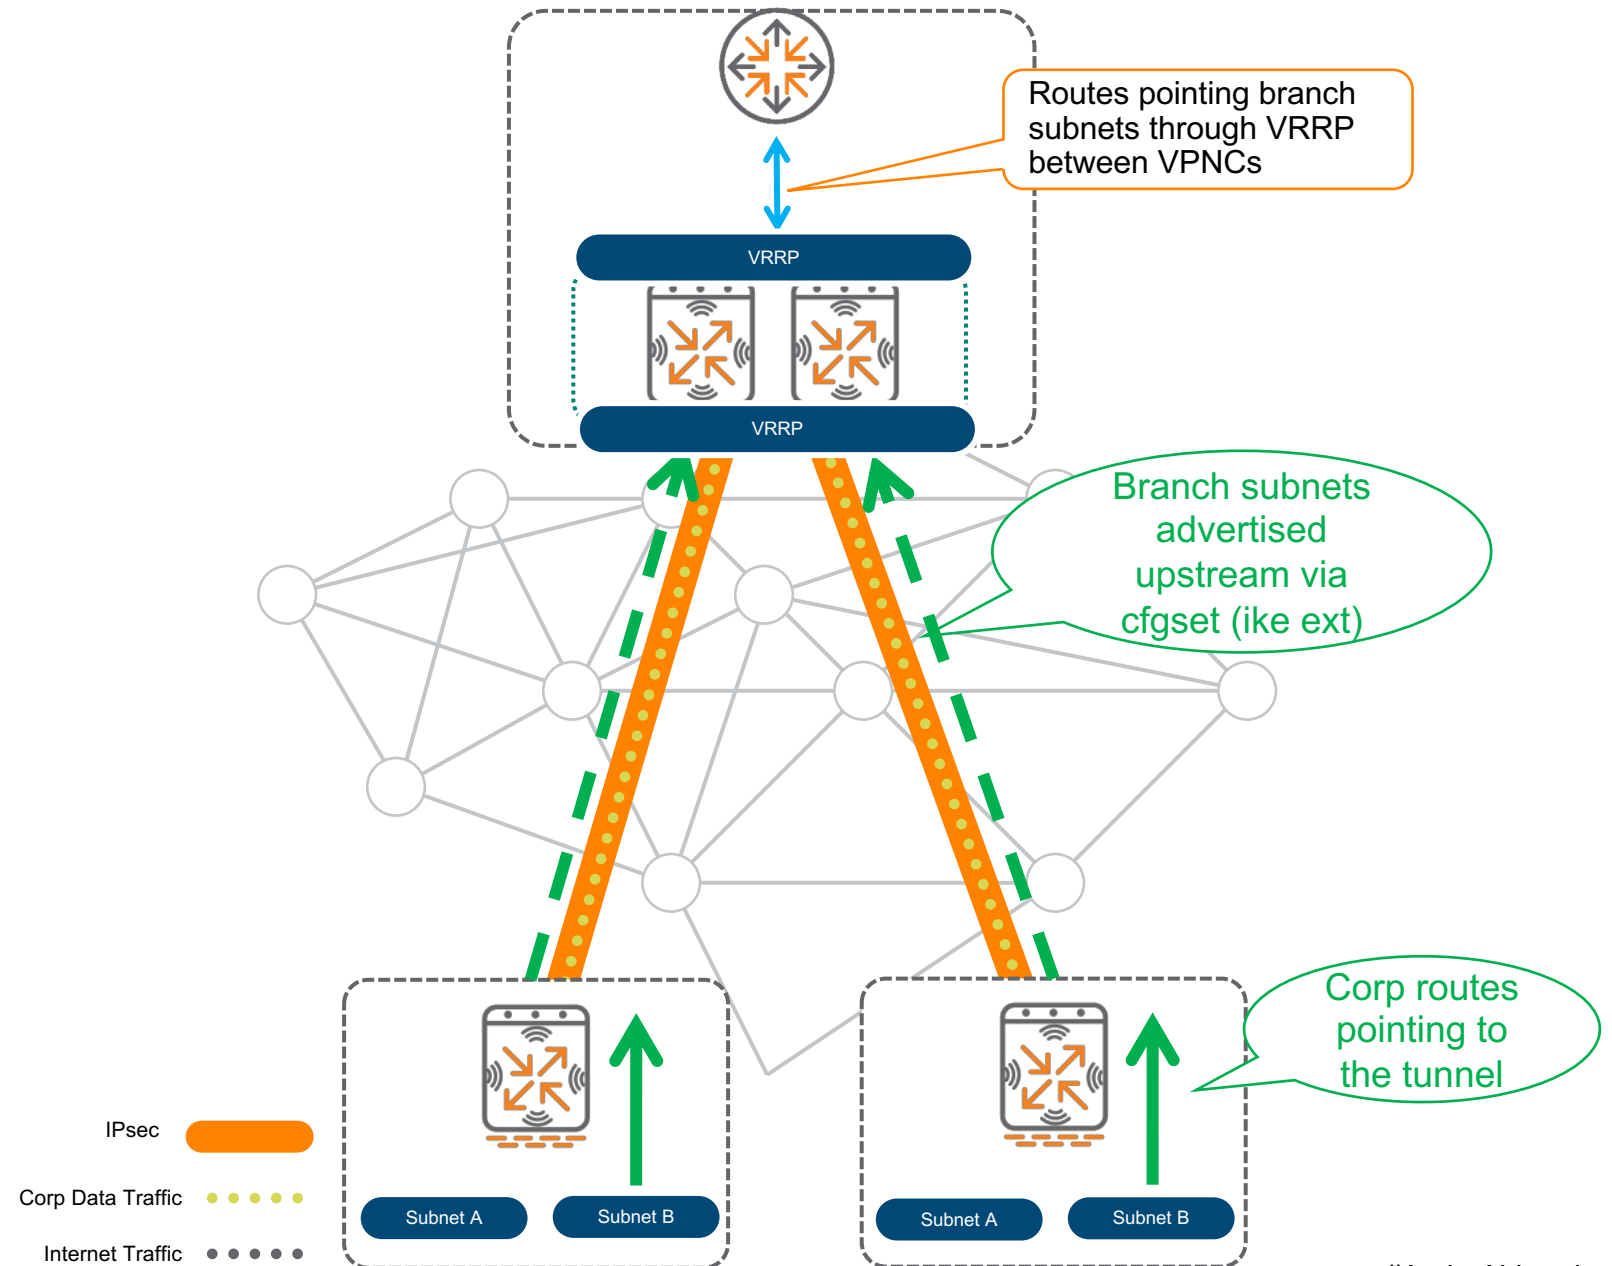 Routes pointing branch
subnets through VRRP
between VPNCs
VRRP
VRRP
Branch subnets
advertised
upstream via
cfgset (ike ext)
Corp routes
pointing to
the tunnel
IPsec
Corp Data Traffic
Internet Traffic
Subnet A
Subnet B
Subnet A
Subnet B